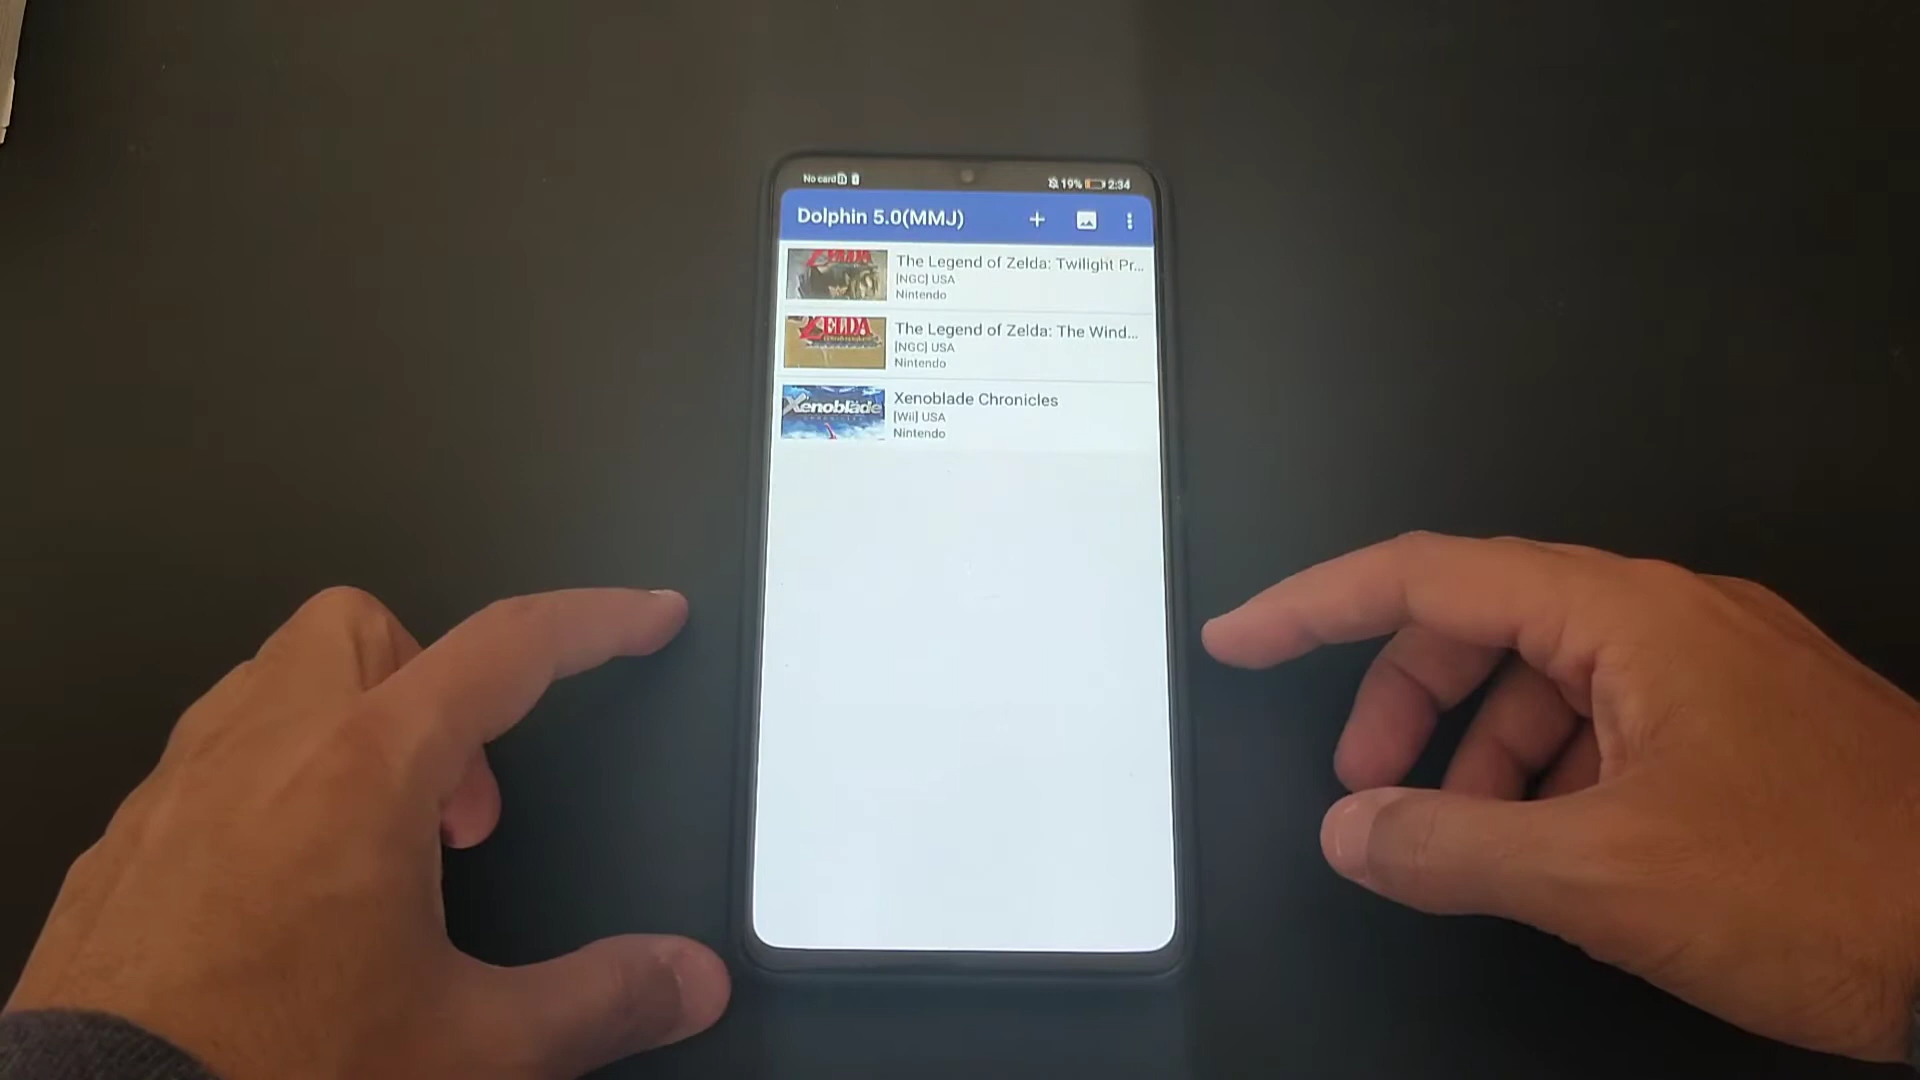 No card
19% 2:34
Dolphin 5.0(MMJ)
ZELDA
The Legend of Zelda: Twilight Pr...
[NGC] USA
Nintendo
ZELDA
The Legend of Zelda: The Wind...
[NGC] USA
Nintendo
Xenoblade
Xenoblade Chronicles
[Wii] USA
Nintendo